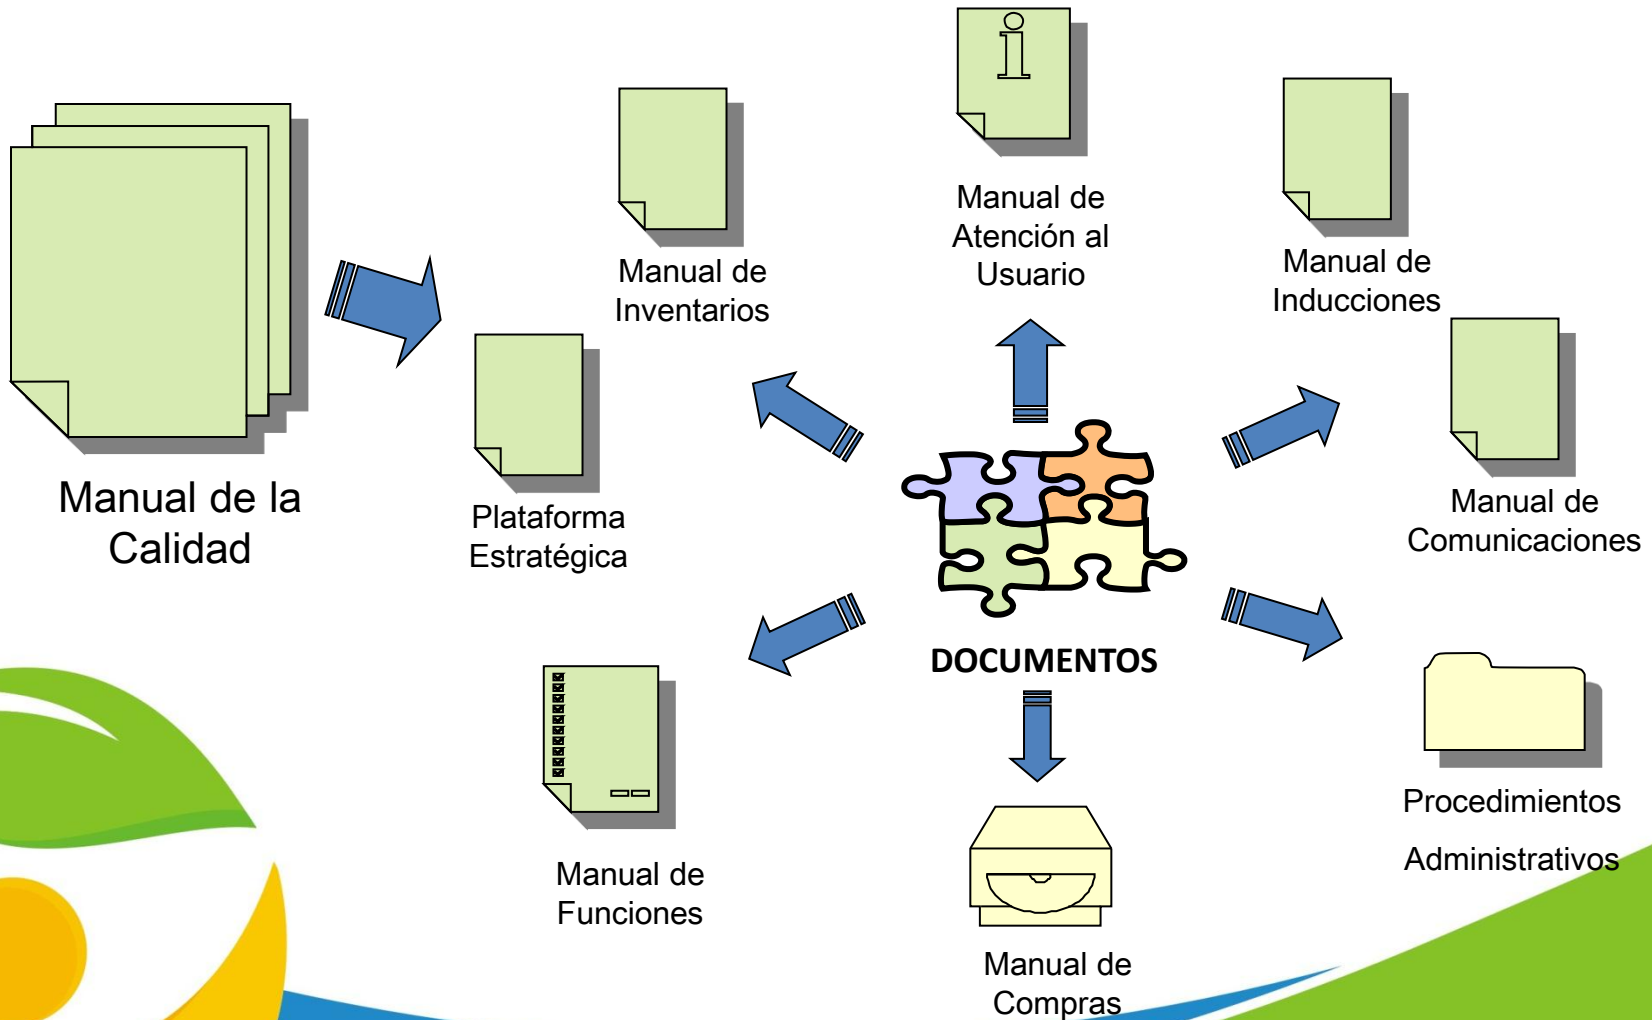 Manual de
Atención al
Usuario
Manual de
Inventarios
Manual de
Inducciones
Manual de la
Calidad
Plataforma
Estratégica
Manual de
Comunicaciones
DOCUMENTOS
Manual de
Funciones
Procedimientos
Administrativos
Manual de
Compras